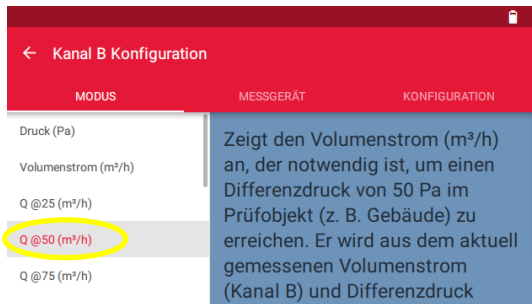 Kanal B Konfiguration
MODUS
MESSGERÄT
KONFIGURATION
Druck (Pa)
Volumenstrom (m³/h)
Q @25 (m³/h)
Q @50 (m³/h)
Q @75 (m³/h)
Zeigt den Volumenstrom (m³/h)
an, der notwendig ist, um einen
Differenzdruck von 50 Pa im
Prüfobjekt (z. B. Gebäude) zu
erreichen. Er wird aus dem aktuell
gemessenen Volumenstrom
(Kanal B) und Differenzdruck